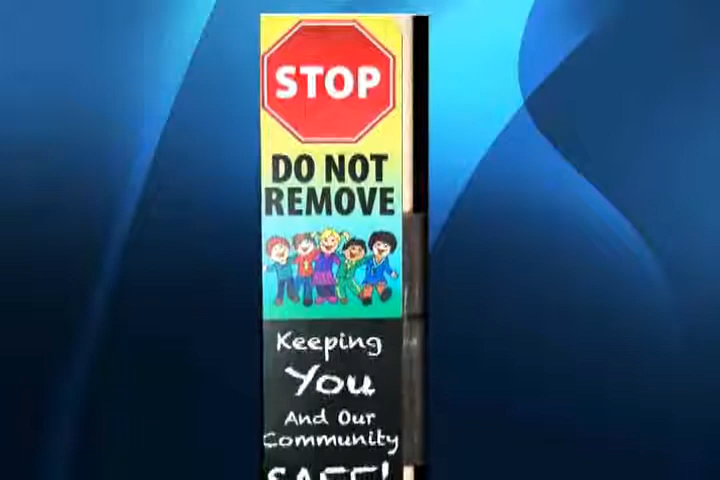 STOP
DO NOT
REMOVE
Keeping
You
And Our
Community
SAFE!